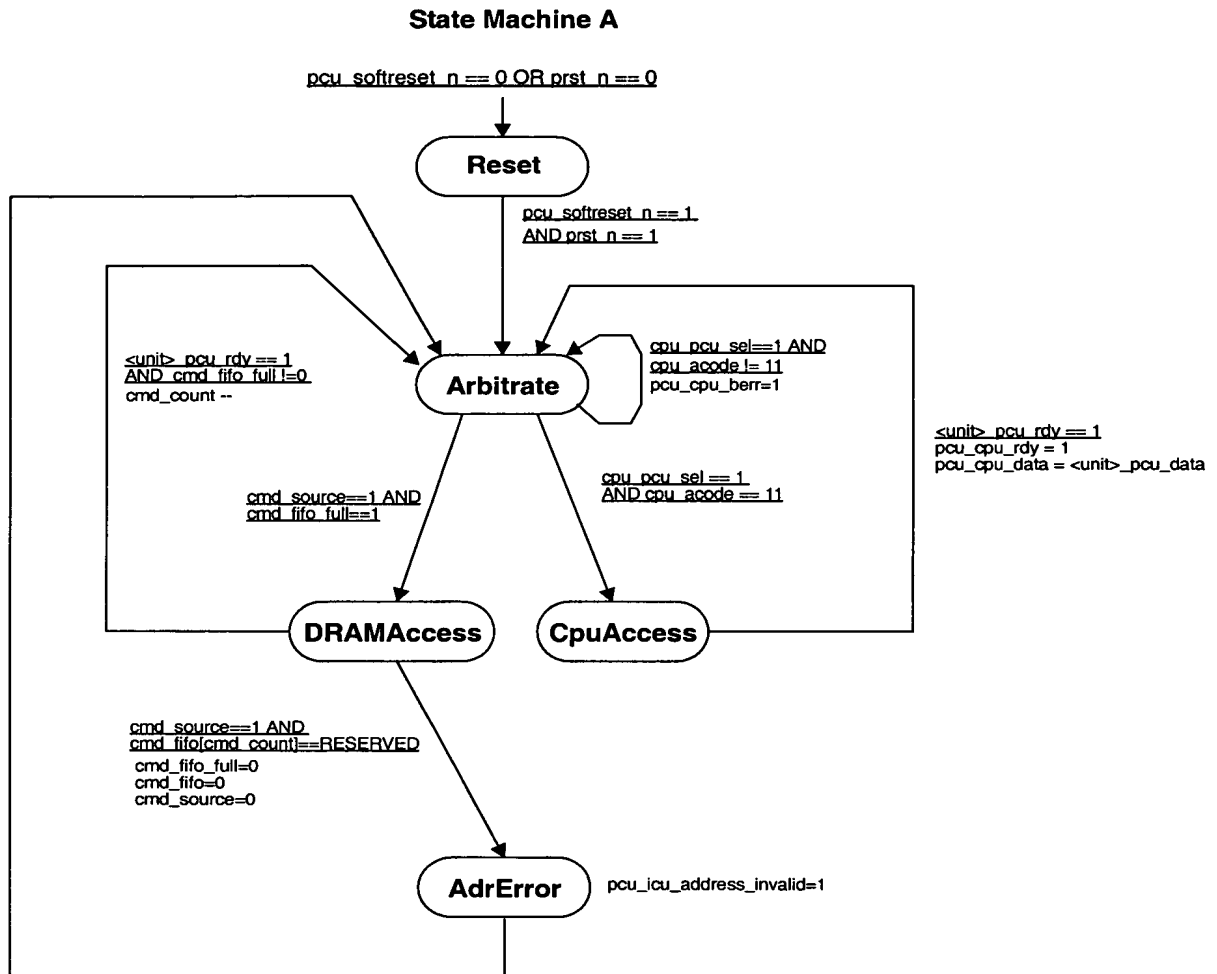 State Machine A
pcu_softreset_n == 0 OR prst_n == 0
Reset
pcu_softreset_n == 1
AND prst_n == 1
<unit>_pcu_rdy == 1
AND cmd_fifo_full !=0
cmd_count --
Arbitrate
cpu_pcu_sel==1 AND
cpu_acode != 11
pcu_cpu_berr=1
<unit>_pcu_rdy == 1
pcu_cpu_rdy = 1
pcu_cpu_data = <unit>_pcu_data
cmd_source==1 AND
cmd_fifo_full==1
cpu_pcu_sel == 1
AND cpu_acode == 11
DRAMAccess
CpuAccess
cmd_source==1 AND
cmd_fifo[cmd_count]==RESERVED
cmd_fifo_full=0
cmd_fifo=0
cmd_source=0
AdrError
pcu_icu_address_invalid=1